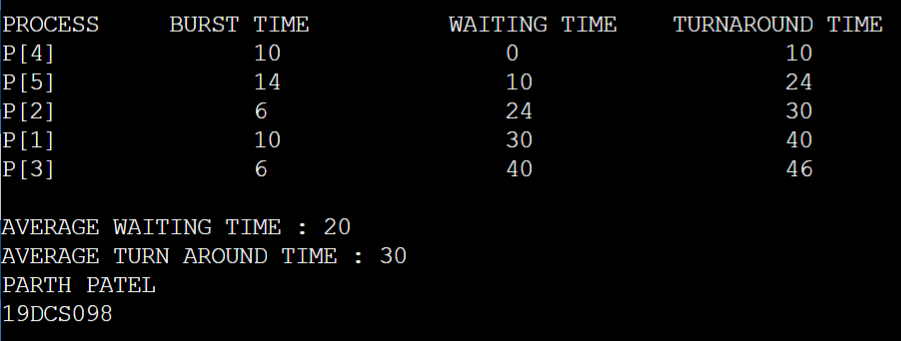 PROCESS BURST TIME WAITING TIME TURNAROUND TIME
P[4] 10 0 10
P[5] 14 10 24
P[2] 6 24 30
P[1] 10 30 40
P[3] 6 40 46
AVERAGE WAITING TIME : 20
AVERAGE TURN AROUND TIME : 30
PARTH PATEL
19DCS098